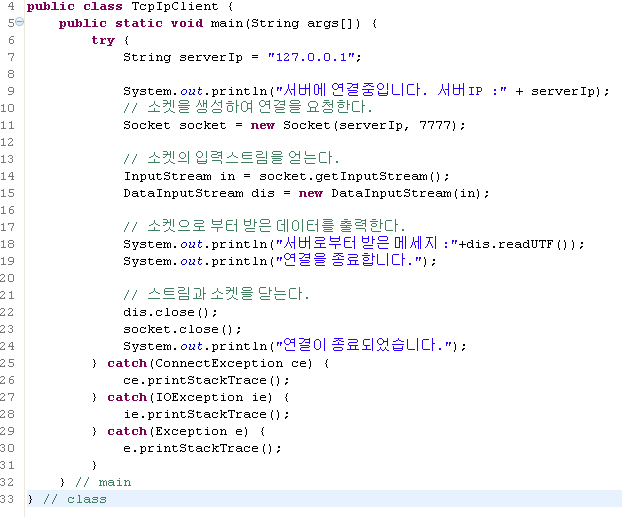 4 public class TcpIpClient {
5     public static void main(String args[]) {
6         try {
7             String serverIp = "127.0.0.1";
8
9             System.out.println("서버에 연결중입니다. 서버IP :" + serverIp);
10             // 소켓을 생성하여 연결을 요청한다.
11             Socket socket = new Socket(serverIp, 7777);
12
13             // 소켓의 입력스트림을 얻는다.
14             InputStream in = socket.getInputStream();
15             DataInputStream dis = new DataInputStream(in);
16
17             // 소켓으로 부터 받은 데이터를 출력한다.
18             System.out.println("서버로부터 받은 메세지 :"+dis.readUTF());
19             System.out.println("연결을 종료합니다.");
20
21             // 스트림과 소켓을 닫는다.
22             dis.close();
23             socket.close();
24             System.out.println("연결이 종료되었습니다.");
25         } catch(ConnectException ce) {
26             ce.printStackTrace();
27         } catch(IOException ie) {
28             ie.printStackTrace();
29         } catch(Exception e) {
30             e.printStackTrace();
31         }
32     } // main
33 } // class